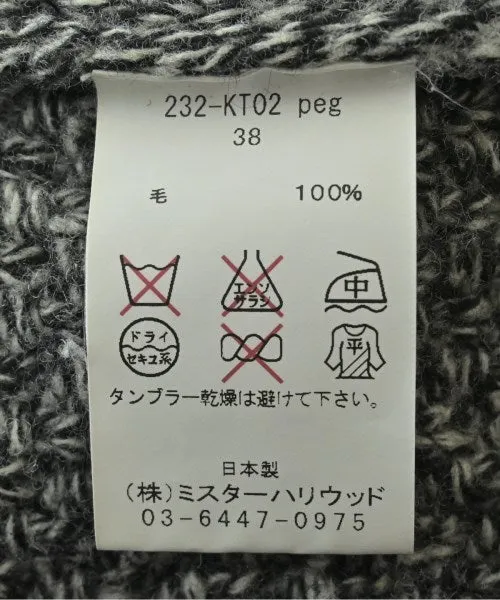 232-KT02 peg
38
毛 100%
エンソ
サラシ
中
ドライ
セキユ系
平
タンブラー乾燥は避けて下さい。
日本製
(株)ミスターハリウッド
03-6447-0975